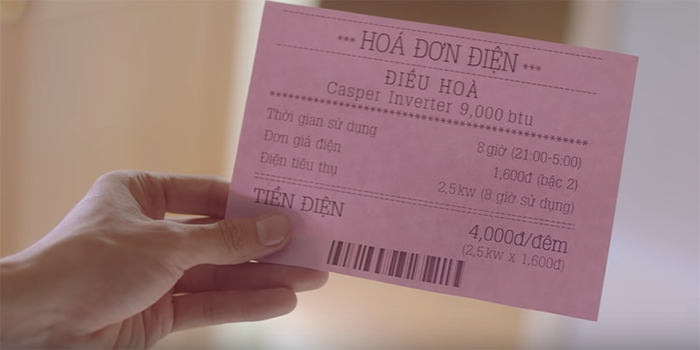 *** HOÁ ĐƠN ĐIỆN ***
ĐIỀU HOÀ
Casper Inverter 9,000 btu
Thời gian sử dụng 8 giờ (21:00-5:00)
Đơn giá điện 1,600đ (bậc 2)
Điện tiêu thụ 2,5 kw (8 giờ sử dụng)
TIỀN ĐIỆN 4,000đ/đêm
(2,5kw x 1,600đ)